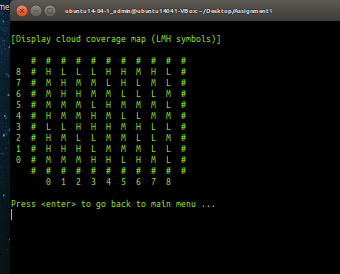 me
ubuntu14-04-1_admin@ubuntu14041-VBox: ~/Desktop/Assignment1
[Display cloud coverage map (LMH symbols)]
# # # # # # # # # # #
8 # H L L L H H M H L #
7 # M H M M L H L M L #
6 # M H H M M L L L M #
5 # M M M L H M M L L #
4 # H M M H M L L M M #
3 # L L H H H M H L L #
2 # H M L L M M L L M #
1 # H H H L M M M L L #
0 # M M M H H L H M L #
# # # # # # # # # # #
0 1 2 3 4 5 6 7 8
Press <enter> to go back to main menu ...